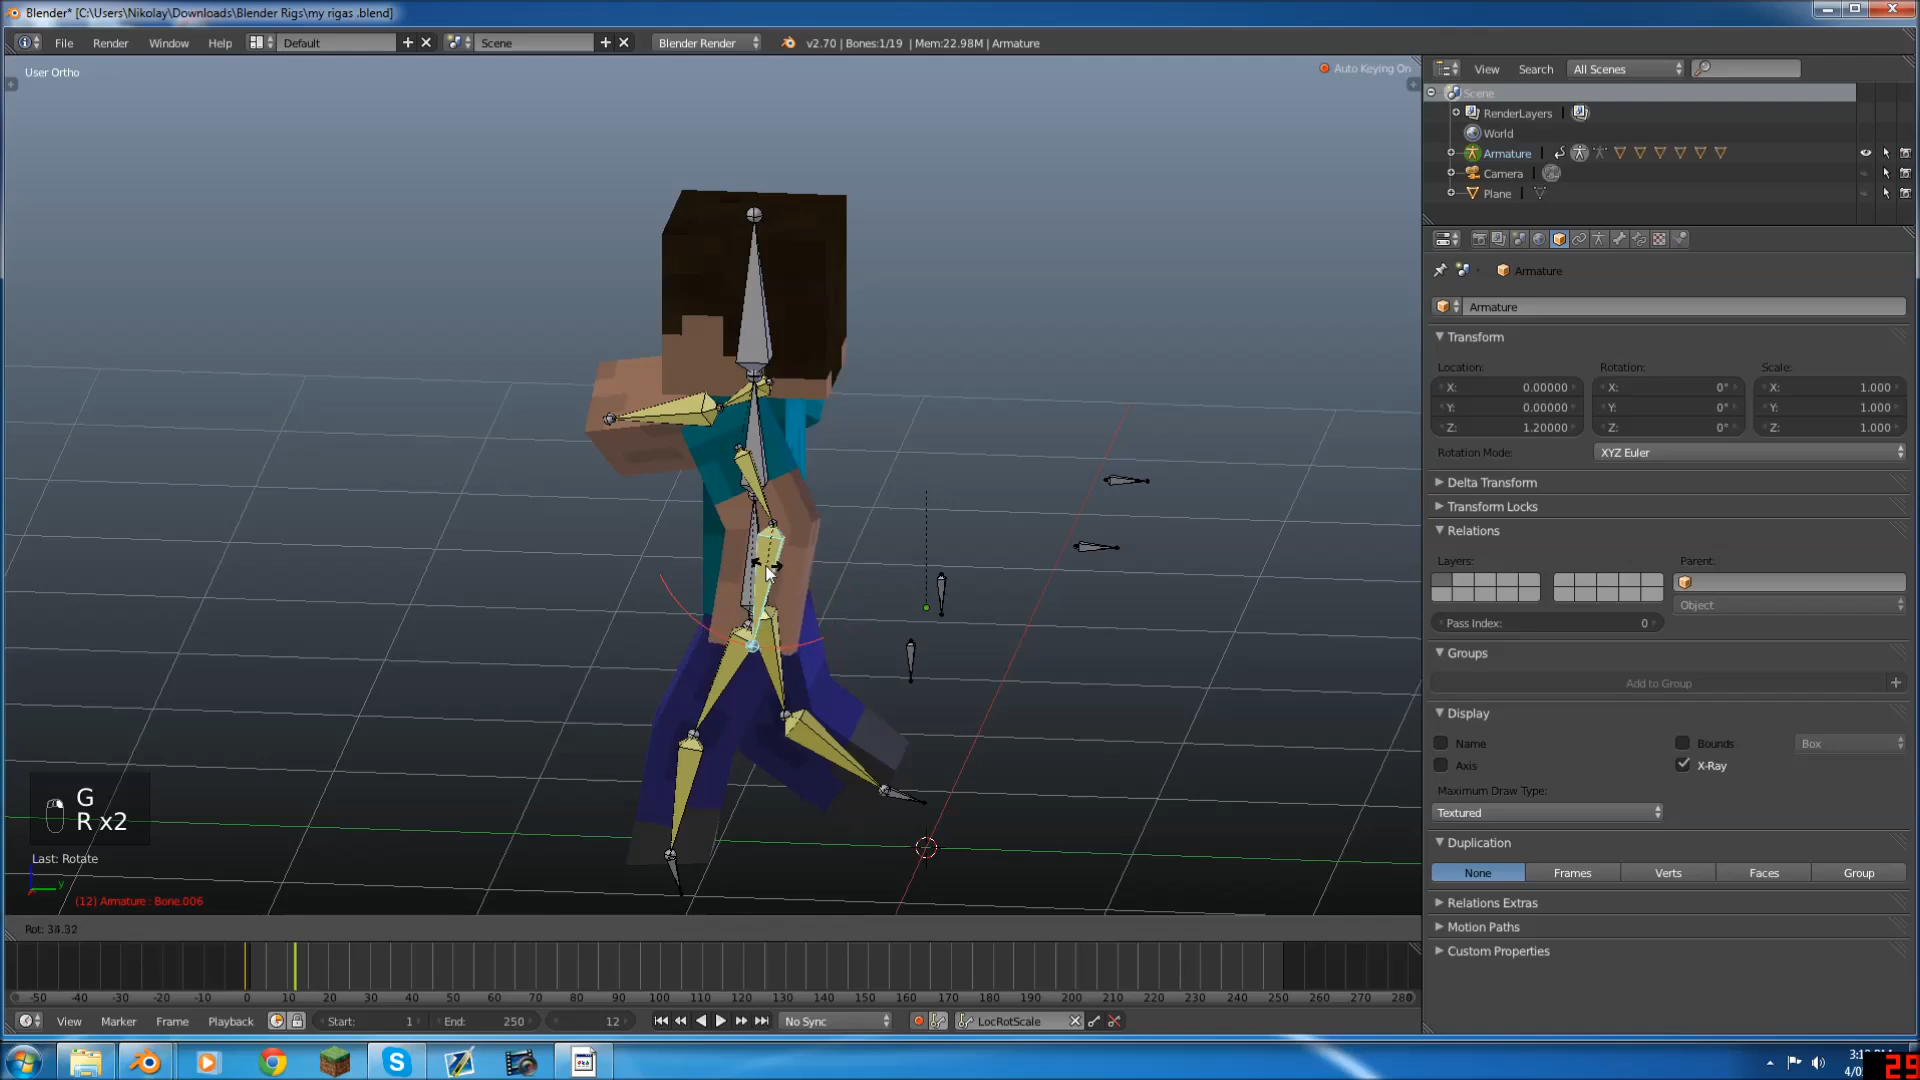 Blender* [C:\Users\Nikolay\Downloads\Blender Rigs\my rigas .blend]
File Render Window Help Default Scene Blender Render v2.70 | Bones:1/19 | Mem:22.98M | Armature
User Ortho
Auto Keying On
View Search All Scenes
Scene
RenderLayers
World
Armature
Camera
Plane
Armature
Armature
Transform
Location: Rotation: Scale:
X: 0.00000 X: 0° X: 1.000
Y: 0.00000 Y: 0° Y: 1.000
Z: 1.20000 Z: 0° Z: 1.000
Rotation Mode: XYZ Euler
Delta Transform
Transform Locks
Relations
Layers: Parent:
Object
Pass Index: 0
Groups
Add to Group
Display
Name Bounds Box
Axis X-Ray
Maximum Draw Type:
Textured
Duplication
None Frames Verts Faces Group
Relations Extras
Motion Paths
Custom Properties
G
R x2
Last: Rotate
y
(12) Armature : Bone.006
Rot: 34.32
-50 -40 -30 -20 -10 0 10 20 30 40 50 60 70 80 90 100 110 120 130 140 150 160 170 180 190 200 210 220 230 240 250 260 270 280
View Marker Frame Playback Start: 1 End: 250 12 No Sync LocRotScale
29